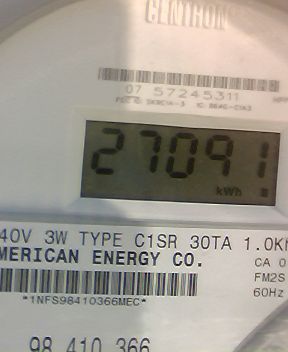 CENTRON
07 57245311
27091
kWh
40V 3W TYPE C1SR 30TA 1.0Kh
MERICAN ENERGY CO.
CA 0
FM2S
*1NFS98410366MEC*
60Hz
98 410 366